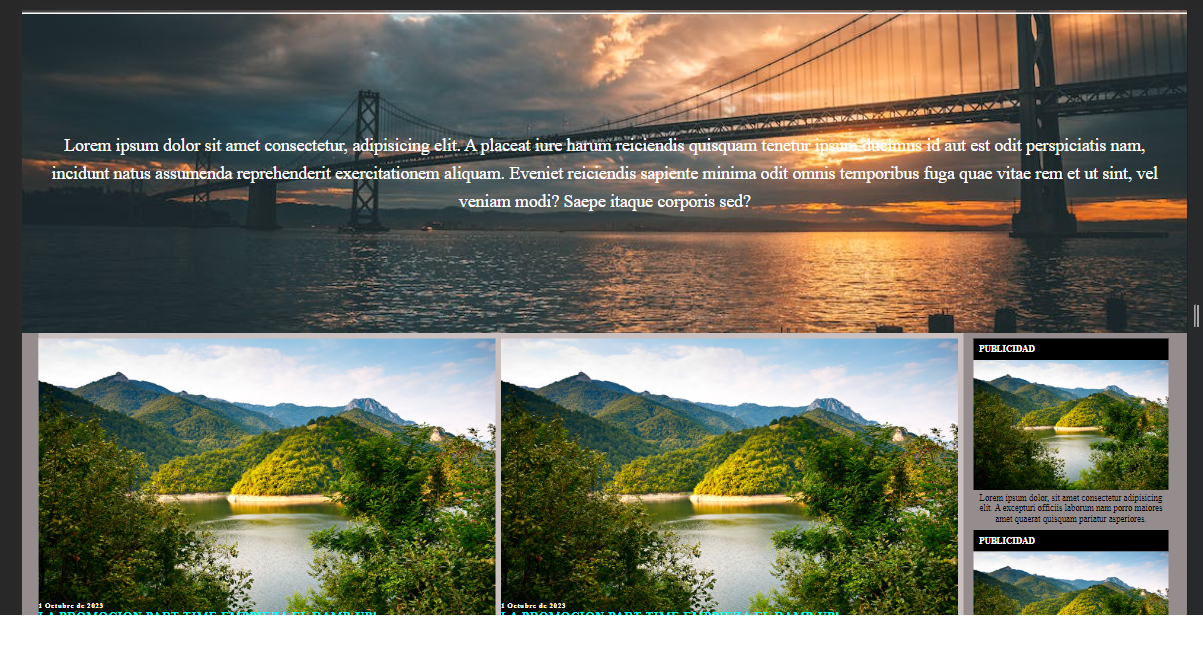 Lorem ipsum dolor sit amet consectetur, adipisicing elit. A placeat iure harum reiciendis quisquam tenetur ipsum ducimus id aut est odit perspiciatis nam,
incidunt natus assumenda reprehenderit exercitationem aliquam. Eveniet reiciendis sapiente minima odit omnis temporibus fuga quae vitae rem et ut sint, vel
veniam modi? Saepe itaque corporis sed?
PUBLICIDAD
Lorem ipsum dolor, sit amet consectetur adipisicing
elit. A excepturi officiis laborum nam porro maiores
amet quaerat quisquam pariatur asperiores.
PUBLICIDAD
1 Octubre de 2023
LA PROMOCION PART TIME EMPIEZA EL RAMP UP!
1 Octubre de 2023
LA PROMOCION PART TIME EMPIEZA EL RAMP UP!